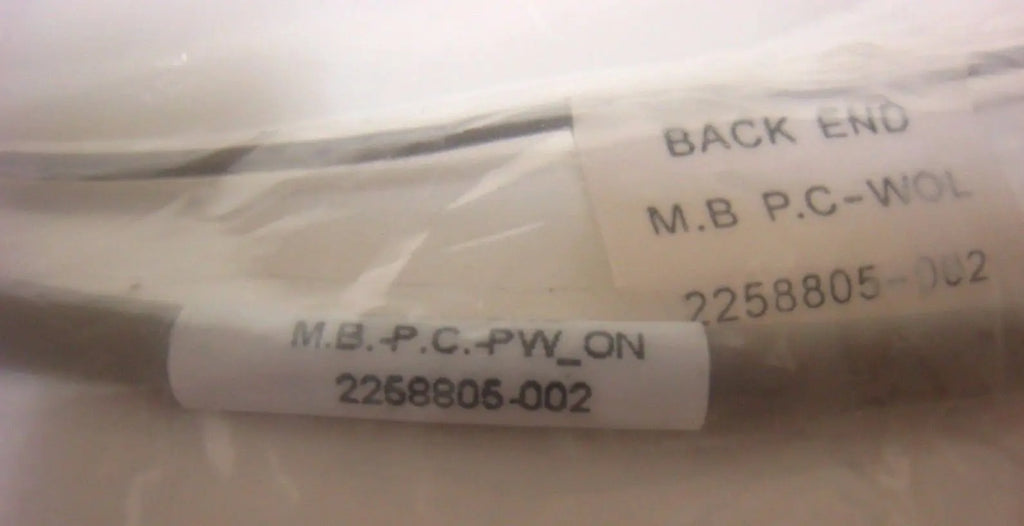 BACK END
M.B P.C-WOL
2258805-002
M.B.-P.C.-PW_ON
2258805-002